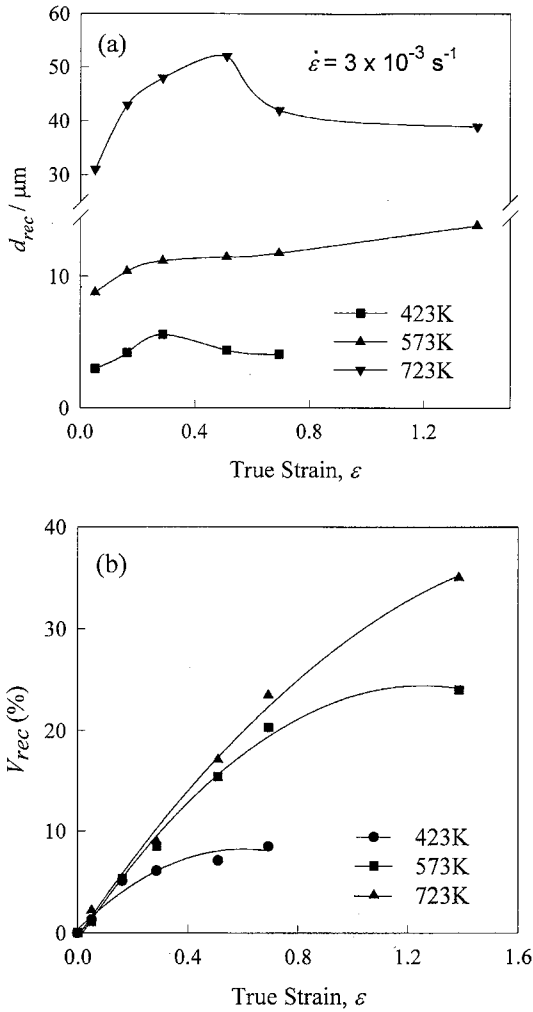 60
(a)
ε̇ = 3 x 10⁻³ s⁻¹
50
40
30
d_rec / μm
10
423K
573K
723K
0
0.0 0.4 0.8 1.2
True Strain, ε
40
(b)
30
V_rec (%)
20
10
423K
573K
723K
0
0.0 0.4 0.8 1.2 1.6
True Strain, ε